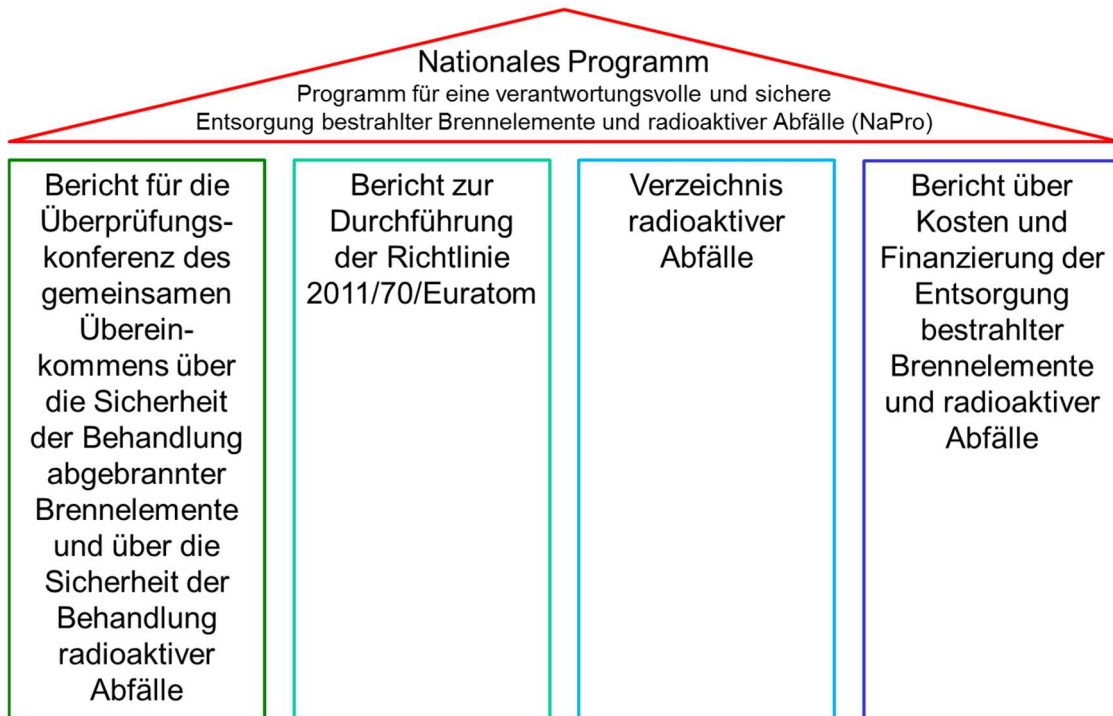 Nationales Programm
Programm für eine verantwortungsvolle und sichere
Entsorgung bestrahlter Brennelemente und radioaktiver Abfälle (NaPro)
Bericht für die
Überprüfungs-
konferenz des
gemeinsamen
Überein-
kommens über
die Sicherheit
der Behandlung
abgebrannter
Brennelemente
und über die
Sicherheit der
Behandlung
radioaktiver
Abfälle
Bericht zur
Durchführung
der Richtlinie
2011/70/Euratom
Verzeichnis
radioaktiver
Abfälle
Bericht über
Kosten und
Finanzierung der
Entsorgung
bestrahlter
Brennelemente
und radioaktiver
Abfälle